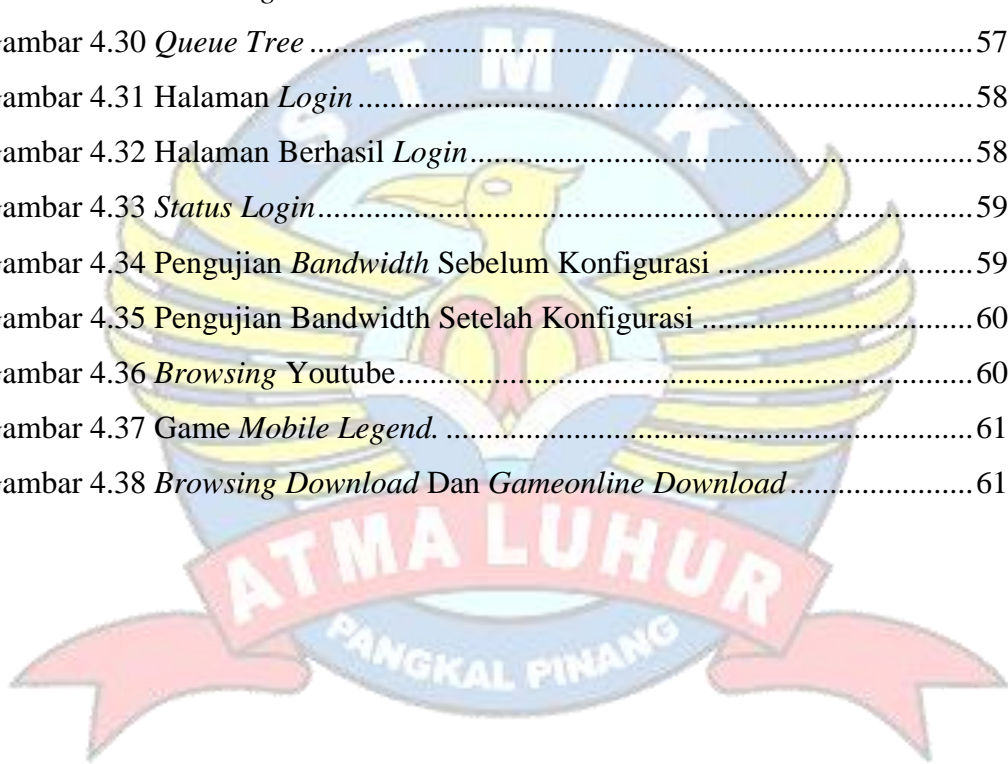 S T M I K
ambar 4.30 Queue Tree ........................................................................ 57
ambar 4.31 Halaman Login .................................................................. 58
ambar 4.32 Halaman Berhasil Login ..................................................... 58
ambar 4.33 Status Login ....................................................................... 59
ambar 4.34 Pengujian Bandwidth Sebelum Konfigurasi ......................... 59
ambar 4.35 Pengujian Bandwidth Setelah Konfigurasi ........................... 60
ambar 4.36 Browsing Youtube .............................................................. 60
ambar 4.37 Game Mobile Legend. ........................................................ 61
ambar 4.38 Browsing Download Dan Gameonline Download ................ 61
ATMA LUHUR
PANGKAL PINANG